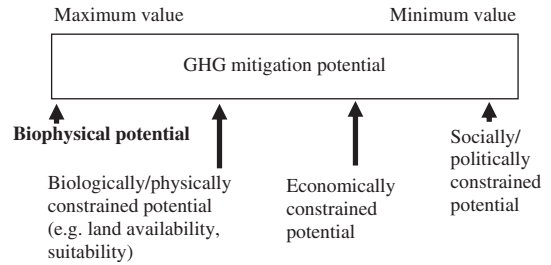 Maximum value Minimum value
GHG mitigation potential
Biophysical potential
Biologically/physically
constrained potential
(e.g. land availability,
suitability)
Economically
constrained
potential
Socially/
politically
constrained
potential